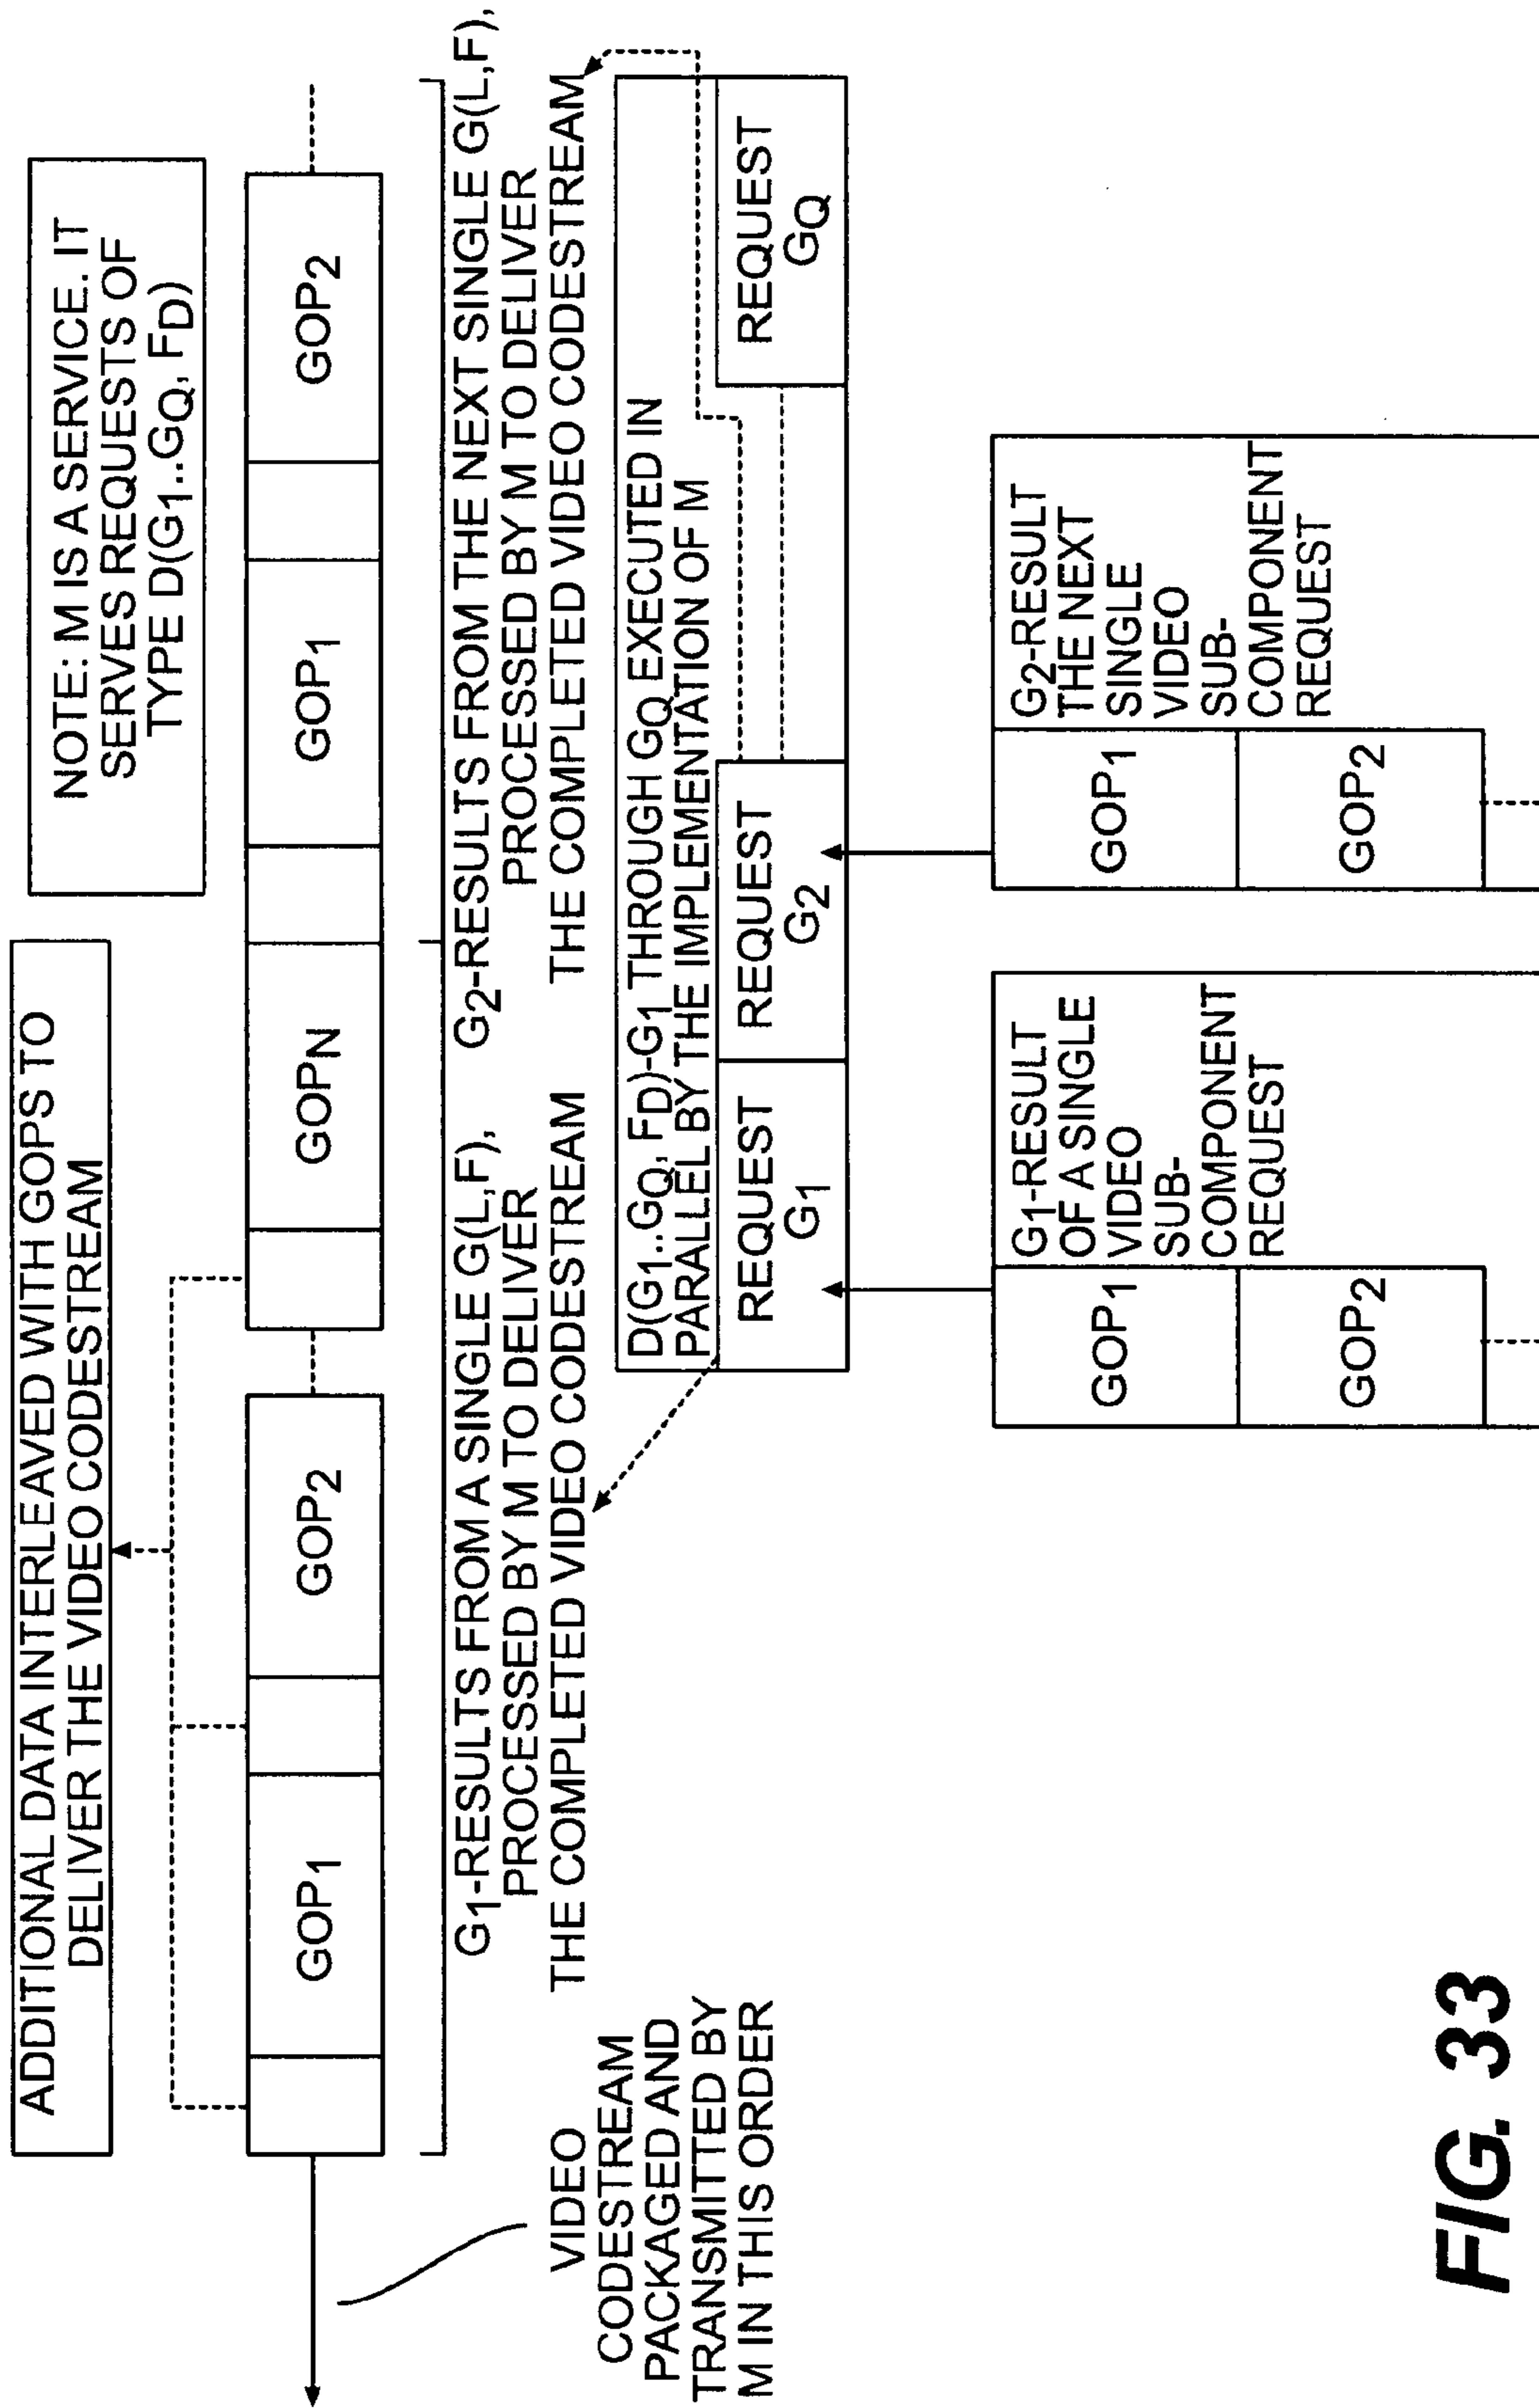 ADDITIONAL DATA INTERLEAVED WITH GOPS TO
DELIVER THE VIDEO CODESTREAM
NOTE: M IS A SERVICE. IT
SERVES REQUESTS OF
TYPE D(G1..GQ, FD)
GOP1
GOP2
GOPN
GOP1
GOP2
VIDEO
CODESTREAM
PACKAGED AND
TRANSMITTED BY
M IN THIS ORDER
G1-RESULTS FROM A SINGLE G(L,F),
PROCESSED BY M TO DELIVER
THE COMPLETED VIDEO CODESTREAM
G2-RESULTS FROM THE NEXT SINGLE G(L,F),
PROCESSED BY M TO DELIVER
THE COMPLETED VIDEO CODESTREAM
D(G1..GQ, FD)-G1 THROUGH GQ EXECUTED IN
PARALLEL BY THE IMPLEMENTATION OF M
REQUEST
G1
REQUEST
G2
REQUEST
GQ
GOP1
GOP2
G1-RESULT
OF A SINGLE
VIDEO
SUB-
COMPONENT
REQUEST
GOP1
GOP2
G2-RESULT
THE NEXT
SINGLE
VIDEO
SUB-
COMPONENT
REQUEST
FIG. 33